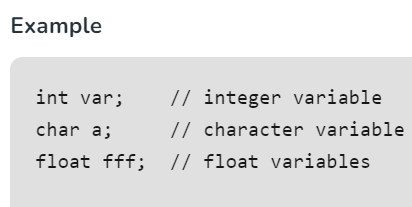 Example
int var;    // integer variable
char a;     // character variable
float fff;  // float variables